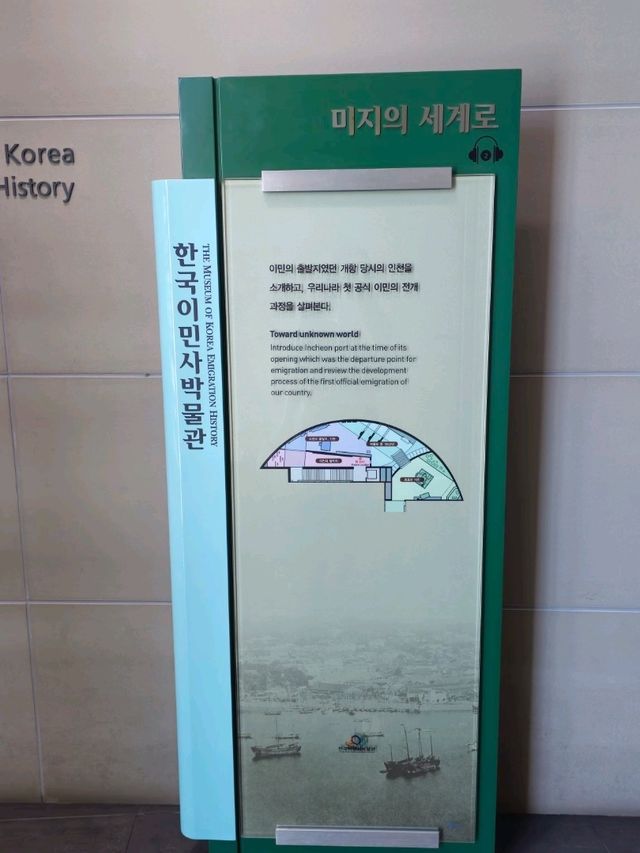 Korea
History
미지의 세계로
2
한국이민사박물관
THE MUSEUM OF KOREA EMIGRATION HISTORY
이민의 출발지였던 개항 당시의 인천을
소개하고, 우리나라 첫 공식 이민의 전개
과정을 살펴본다.
Toward unknown world
Introduce Incheon port at the time of its
opening which was the departure point for
emigration and review the development
process of the first official emigration of
our country.